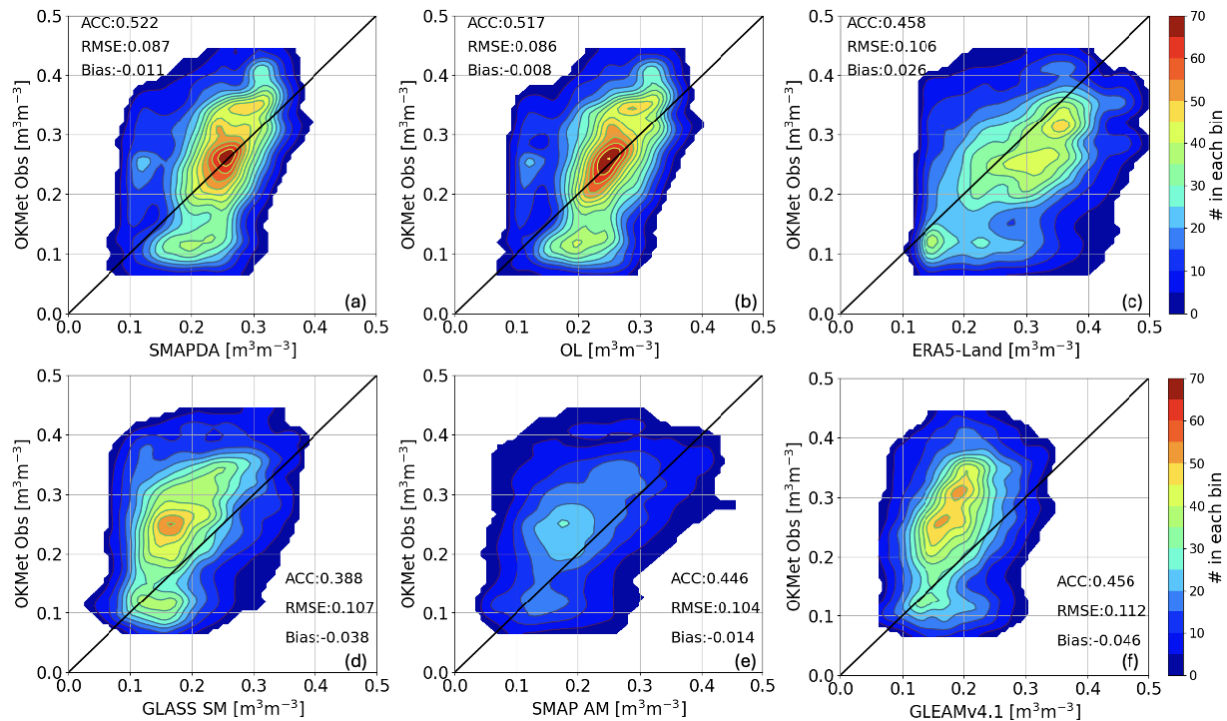 ACC:0.522
RMSE:0.087
Bias:-0.011
OKMet Obs [m³m⁻³]
0.5
0.4
0.3
0.2
0.1
0.0
0.0 0.1 0.2 0.3 0.4 0.5
SMAPDA [m³m⁻³]
(a)
ACC:0.517
RMSE:0.086
Bias:-0.008
OKMet Obs [m³m⁻³]
0.5
0.4
0.3
0.2
0.1
0.0
0.0 0.1 0.2 0.3 0.4 0.5
OL [m³m⁻³]
(b)
ACC:0.458
RMSE:0.106
Bias:0.026
OKMet Obs [m³m⁻³]
0.5
0.4
0.3
0.2
0.1
0.0
0.0 0.1 0.2 0.3 0.4 0.5
ERA5-Land [m³m⁻³]
(c)
70
60
50
40
30
20
10
0
# in each bin
OKMet Obs [m³m⁻³]
0.5
0.4
0.3
0.2
0.1
0.0
ACC:0.388
RMSE:0.107
Bias:-0.038
(d)
0.0 0.1 0.2 0.3 0.4 0.5
GLASS SM [m³m⁻³]
OKMet Obs [m³m⁻³]
0.5
0.4
0.3
0.2
0.1
0.0
ACC:0.446
RMSE:0.104
Bias:-0.014
(e)
0.0 0.1 0.2 0.3 0.4 0.5
SMAP AM [m³m⁻³]
OKMet Obs [m³m⁻³]
0.5
0.4
0.3
0.2
0.1
0.0
ACC:0.456
RMSE:0.112
Bias:-0.046
(f)
0.0 0.1 0.2 0.3 0.4 0.5
GLEAMv4.1 [m³m⁻³]
70
60
50
40
30
20
10
0
# in each bin